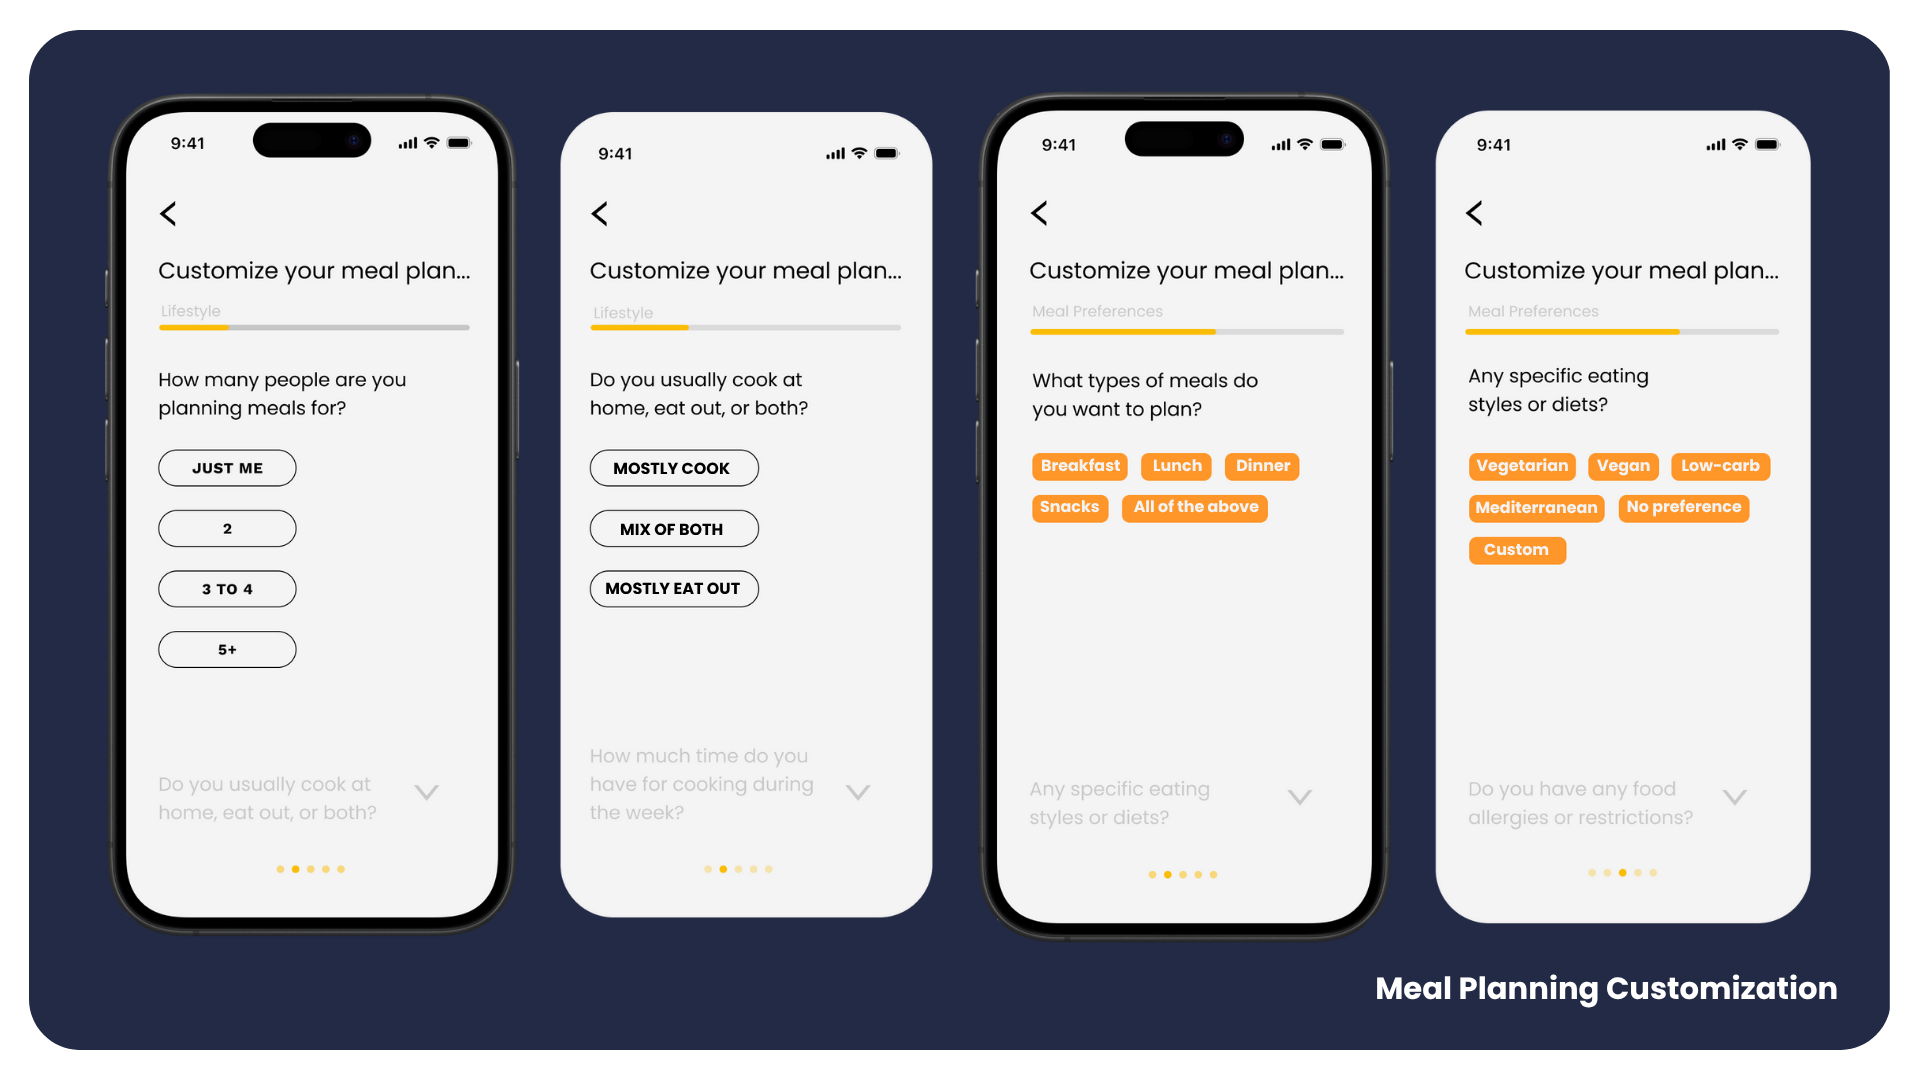 9:41
Customize your meal plan...
Lifestyle
How many people are you
planning meals for?
JUST ME
2
3 TO 4
5+
Do you usually cook at
home, eat out, or both?
9:41
Customize your meal plan...
Lifestyle
Do you usually cook at
home, eat out, or both?
MOSTLY COOK
MIX OF BOTH
MOSTLY EAT OUT
How much time do you
have for cooking during
the week?
9:41
Customize your meal plan...
Meal Preferences
What types of meals do
you want to plan?
Breakfast Lunch Dinner
Snacks All of the above
Any specific eating
styles or diets?
9:41
Customize your meal plan...
Meal Preferences
Any specific eating
styles or diets?
Vegetarian Vegan Low-carb
Mediterranean No preference
Custom
Do you have any food
allergies or restrictions?
Meal Planning Customization